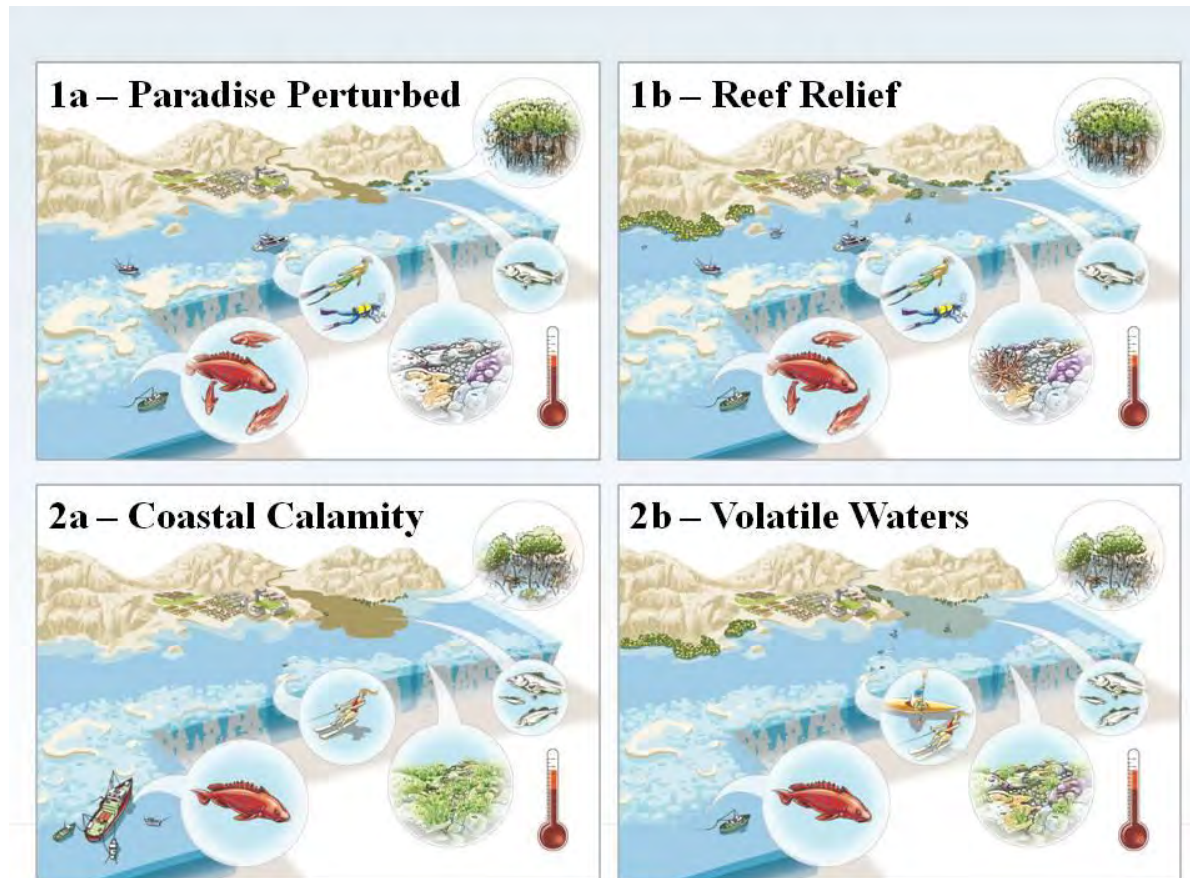 1a – Paradise Perturbed
1b – Reef Relief
2a – Coastal Calamity
2b – Volatile Waters